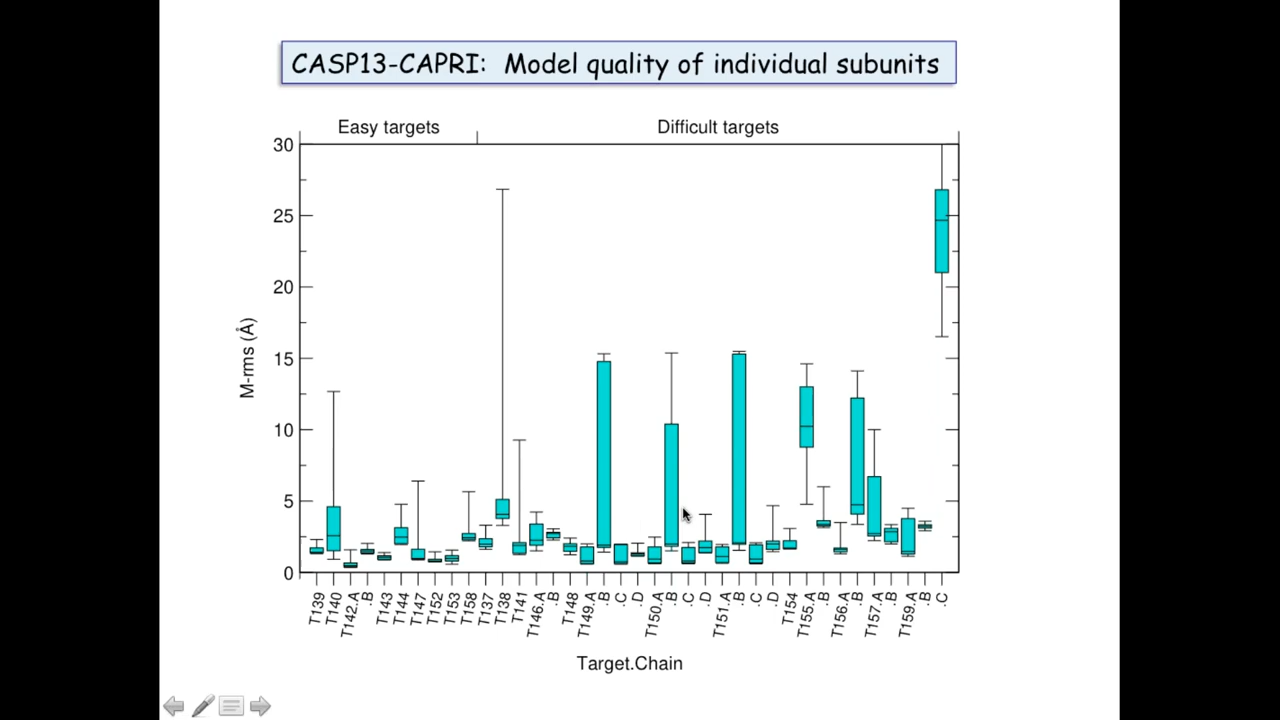 CASP13-CAPRI: Model quality of individual subunits
Easy targets
Difficult targets
30
25
20
15
10
5
0
M-rms (Å)
T139
T140
T142.A
.B
T143
T144
T147
T152
T153
T158
T137
T138
T141
T146.A
.B
T148
T149.A
.B
.C
.D
T150.A
.B
.C
.D
T151.A
.B
.C
.D
T154
T155.A
.B
T156.A
.B
T157.A
.B
T159.A
.B
.C
Target.Chain